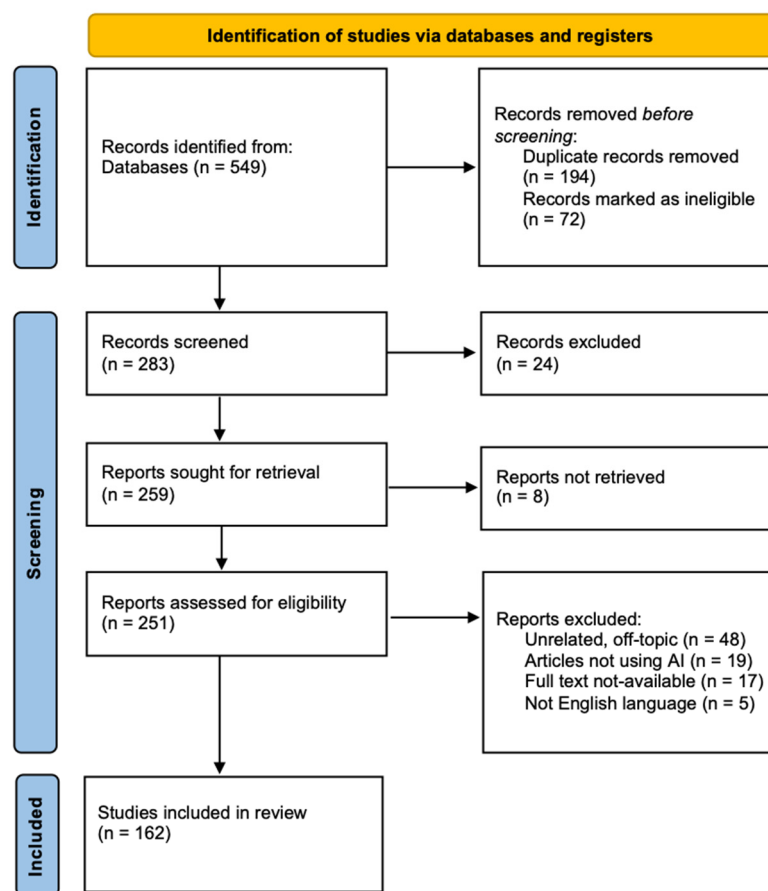 Identification of studies via databases and registers
Identification
Records identified from:
Databases (n = 549)
Records removed before
screening:
Duplicate records removed
(n = 194)
Records marked as ineligible
(n = 72)
Screening
Records screened
(n = 283)
Records excluded
(n = 24)
Reports sought for retrieval
(n = 259)
Reports not retrieved
(n = 8)
Reports assessed for eligibility
(n = 251)
Reports excluded:
Unrelated, off-topic (n = 48)
Articles not using AI (n = 19)
Full text not-available (n = 17)
Not English language (n = 5)
Included
Studies included in review
(n = 162)